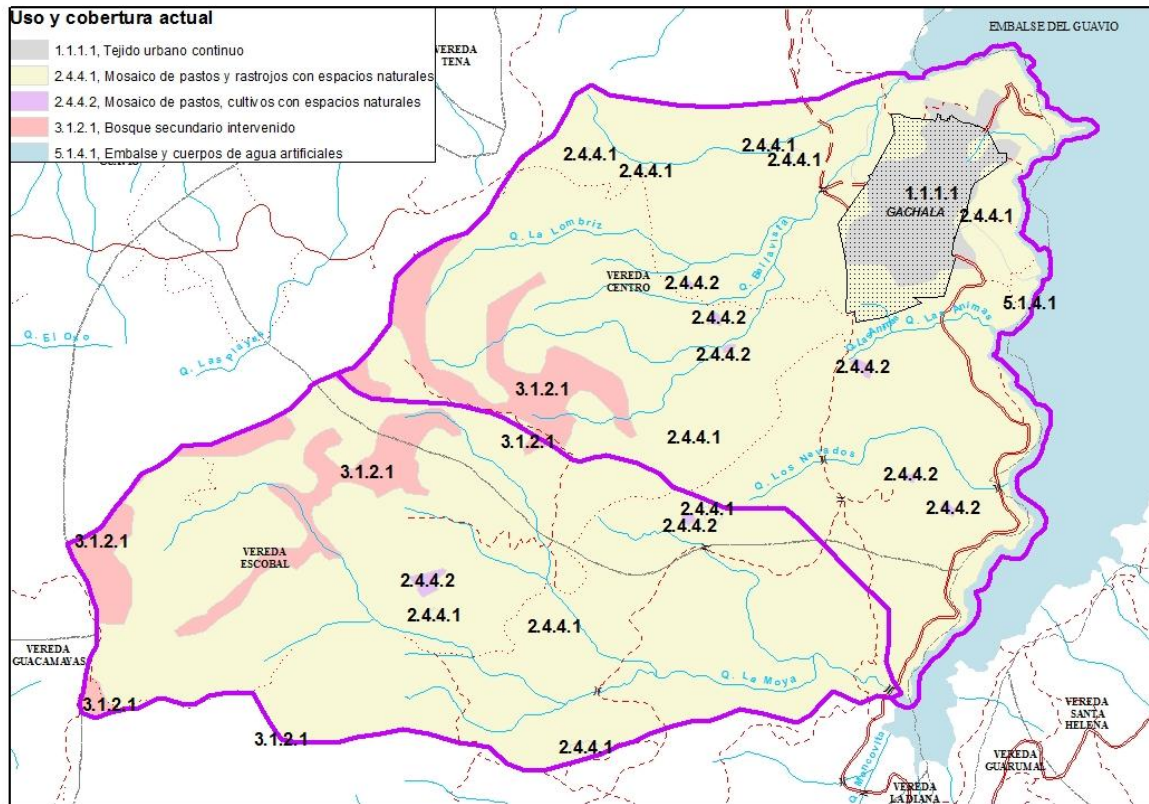 Uso y cobertura actual
1.1.1.1, Tejido urbano continuo
2.4.4.1, Mosaico de pastos y rastrojos con espacios naturales
2.4.4.2, Mosaico de pastos, cultivos con espacios naturales
3.1.2.1, Bosque secundario intervenido
5.1.4.1, Embalse y cuerpos de agua artificiales
EMBALSE DEL GUAVIO
VEREDA
TENA
2.4.4.1
2.4.4.1
2.4.4.1
2.4.4.1
1.1.1.1
GACHALA
2.4.4.1
Q. La Lombriz
Q. Bellavista
VEREDA
CENTRO
2.4.4.2
2.4.4.2
2.4.4.2
5.1.4.1
Q. Las Animas
Q. Las Animas
2.4.4.2
Q. El Oso
Q. Las Playas
3.1.2.1
3.1.2.1
2.4.4.1
3.1.2.1
Q. Los Nevados
2.4.4.2
2.4.4.2
2.4.4.1
2.4.4.2
3.1.2.1
VEREDA
ESCOBAL
2.4.4.2
2.4.4.1
2.4.4.1
VEREDA
GUACAMAYAS
Q. La Moya
3.1.2.1
3.1.2.1
2.4.4.1
VEREDA
SANTA
HELENA
VEREDA
GUARUMAL
Q. Moncovita
VEREDA
LA DIANA